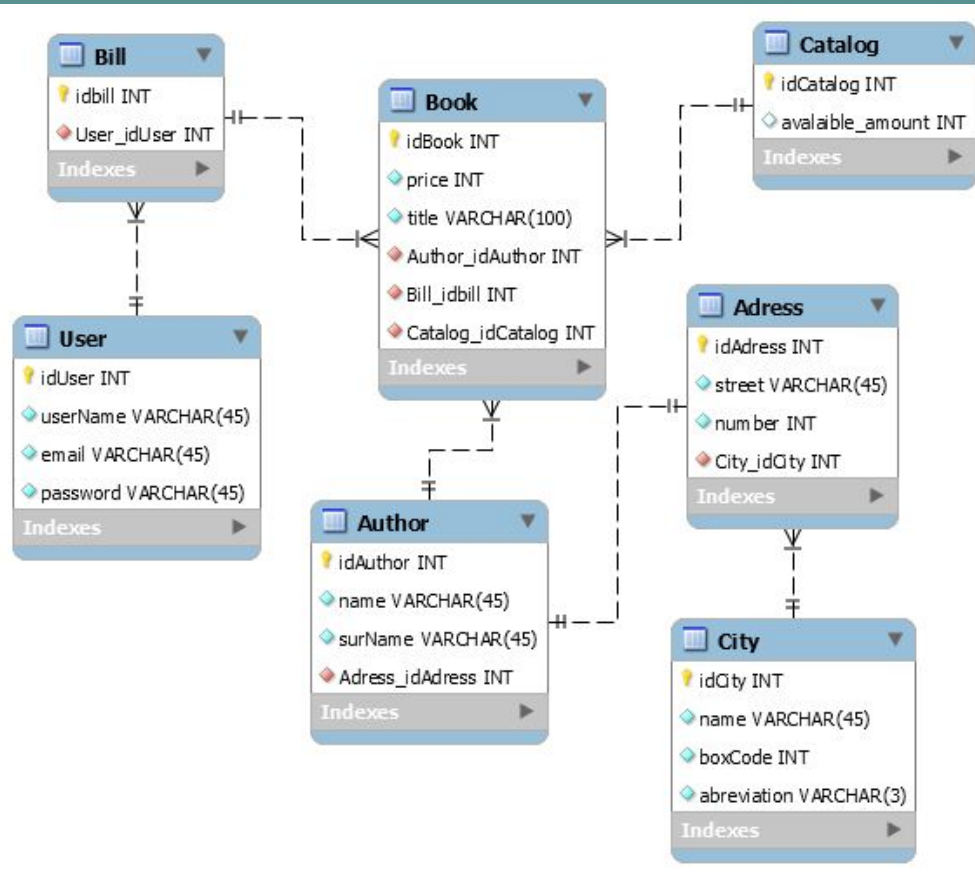 Bill
idbill INT
User_idUser INT
Indexes
User
idUser INT
userName VARCHAR(45)
email VARCHAR(45)
password VARCHAR(45)
Indexes
Book
idBook INT
price INT
title VARCHAR(100)
Author_idAuthor INT
Bill_idbill INT
Catalog_idCatalog INT
Indexes
Author
idAuthor INT
name VARCHAR(45)
surName VARCHAR(45)
Adress_idAdress INT
Indexes
Catalog
idCatalog INT
avalaible_amount INT
Indexes
Adress
idAdress INT
street VARCHAR(45)
number INT
City_idCity INT
Indexes
City
idCity INT
name VARCHAR(45)
boxCode INT
abreviation VARCHAR(3)
Indexes